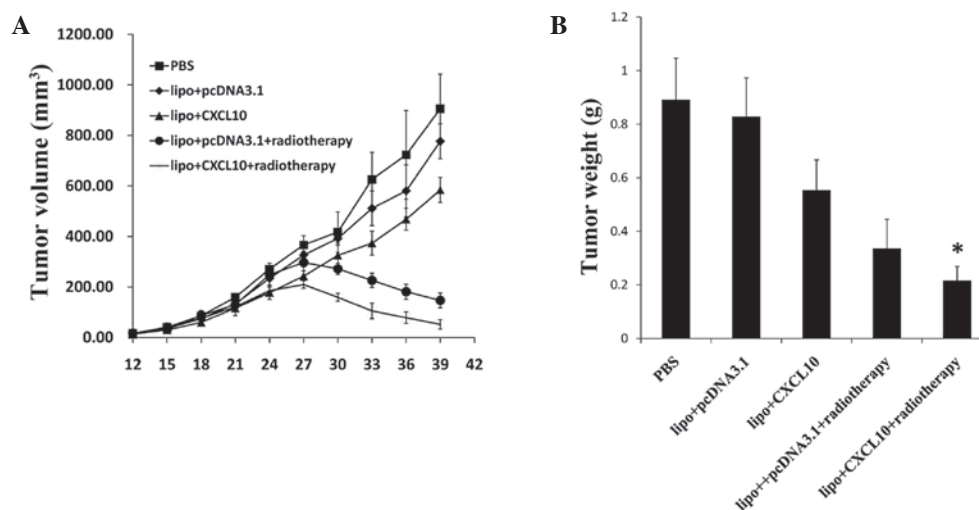 A
Tumor volume (mm³)
1200.00
1000.00
800.00
600.00
400.00
200.00
0.00
PBS
lipo+pcDNA3.1
lipo+CXCL10
lipo+pcDNA3.1+radiotherapy
lipo+CXCL10+radiotherapy
12 15 18 21 24 27 30 33 36 39 42
B
Tumor weight (g)
1.2
1
0.8
0.6
0.4
0.2
0
*
PBS
lipo+pcDNA3.1
lipo+CXCL10
lipo++pcDNA3.1+radiotherapy
lipo+CXCL10+radiotherapy